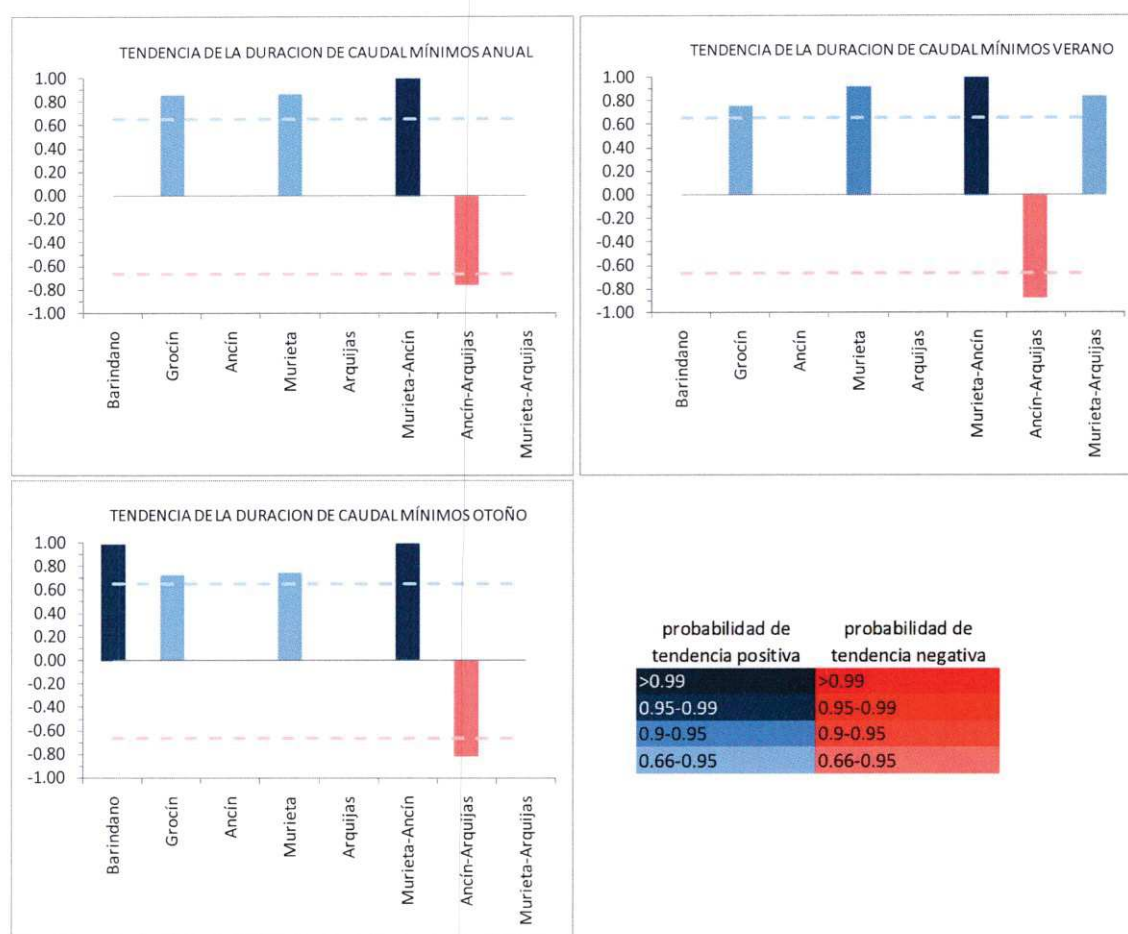 TENDENCIA DE LA DURACION DE CAUDAL MÍNIMOS ANUAL
1.00
0.80
0.60
0.40
0.20
0.00
-0.20
-0.40
-0.60
-0.80
-1.00
Barindano
Grocín
Ancín
Murieta
Arquijas
Murieta-Ancín
Ancín-Arquijas
Murieta-Arquijas
TENDENCIA DE LA DURACION DE CAUDAL MÍNIMOS VERANO
1.00
0.80
0.60
0.40
0.20
0.00
-0.20
-0.40
-0.60
-0.80
-1.00
Barindano
Grocín
Ancín
Murieta
Arquijas
Murieta-Ancín
Ancín-Arquijas
Murieta-Arquijas
TENDENCIA DE LA DURACION DE CAUDAL MÍNIMOS OTOÑO
1.00
0.80
0.60
0.40
0.20
0.00
-0.20
-0.40
-0.60
-0.80
-1.00
Barindano
Grocín
Ancín
Murieta
Arquijas
Murieta-Ancín
Ancín-Arquijas
Murieta-Arquijas
probabilidad de probabilidad de
tendencia positiva tendencia negativa
>0.99 >0.99
0.95-0.99 0.95-0.99
0.9-0.95 0.9-0.95
0.66-0.95 0.66-0.95